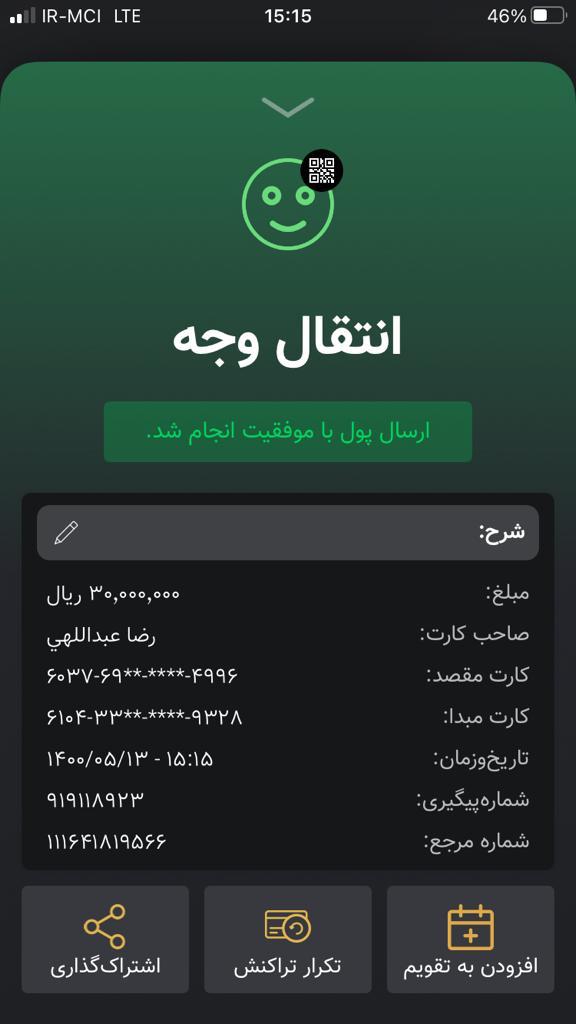 IR-MCI LTE 15:15 46%
انتقال وجه
ارسال پول با موفقیت انجام شد.
شرح:
مبلغ: ۳۰,۰۰۰,۰۰۰ ریال
صاحب کارت: رضا عبداللهي
کارت مقصد: ۶۰۳۷-۶۹**-****-۴۹۹۶
کارت مبدا: ۶۱۰۴-۳۳**-****-۹۳۲۸
تاریخ‌وزمان: ۱۴۰۰/۰۵/۱۳ - ۱۵:۱۵
شماره‌پیگیری: ۹۱۹۱۱۸۹۲۳
شماره مرجع: ۱۱۱۶۴۱۸۱۹۵۶۶
افزودن به تقویم تکرار تراکنش اشتراک‌گذاری